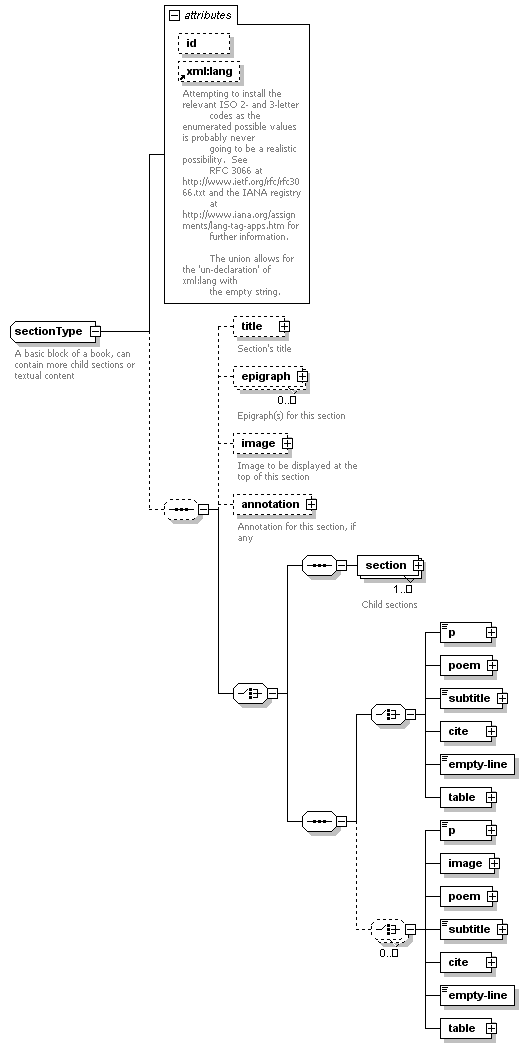 attributes
id
xml:lang
Attempting to install the
relevant ISO 2- and 3-letter
codes as the
enumerated possible values
is probably never
going to be a realistic
possibility.  See
RFC 3066 at
http://www.ietf.org/rfc/rfc30
66.txt and the IANA registry
at
http://www.iana.org/assign
ments/lang-tag-apps.htm for
further information.
The union allows for
the 'un-declaration' of
xml:lang with
the empty string.
sectionType
A basic block of a book, can
contain more child sections or
textual content
title
Section's title
epigraph
0..
Epigraph(s) for this section
image
Image to be displayed at the
top of this section
annotation
Annotation for this section, if
any
section
1..
Child sections
p
poem
subtitle
cite
empty-line
table
p
image
poem
subtitle
0..
cite
empty-line
table